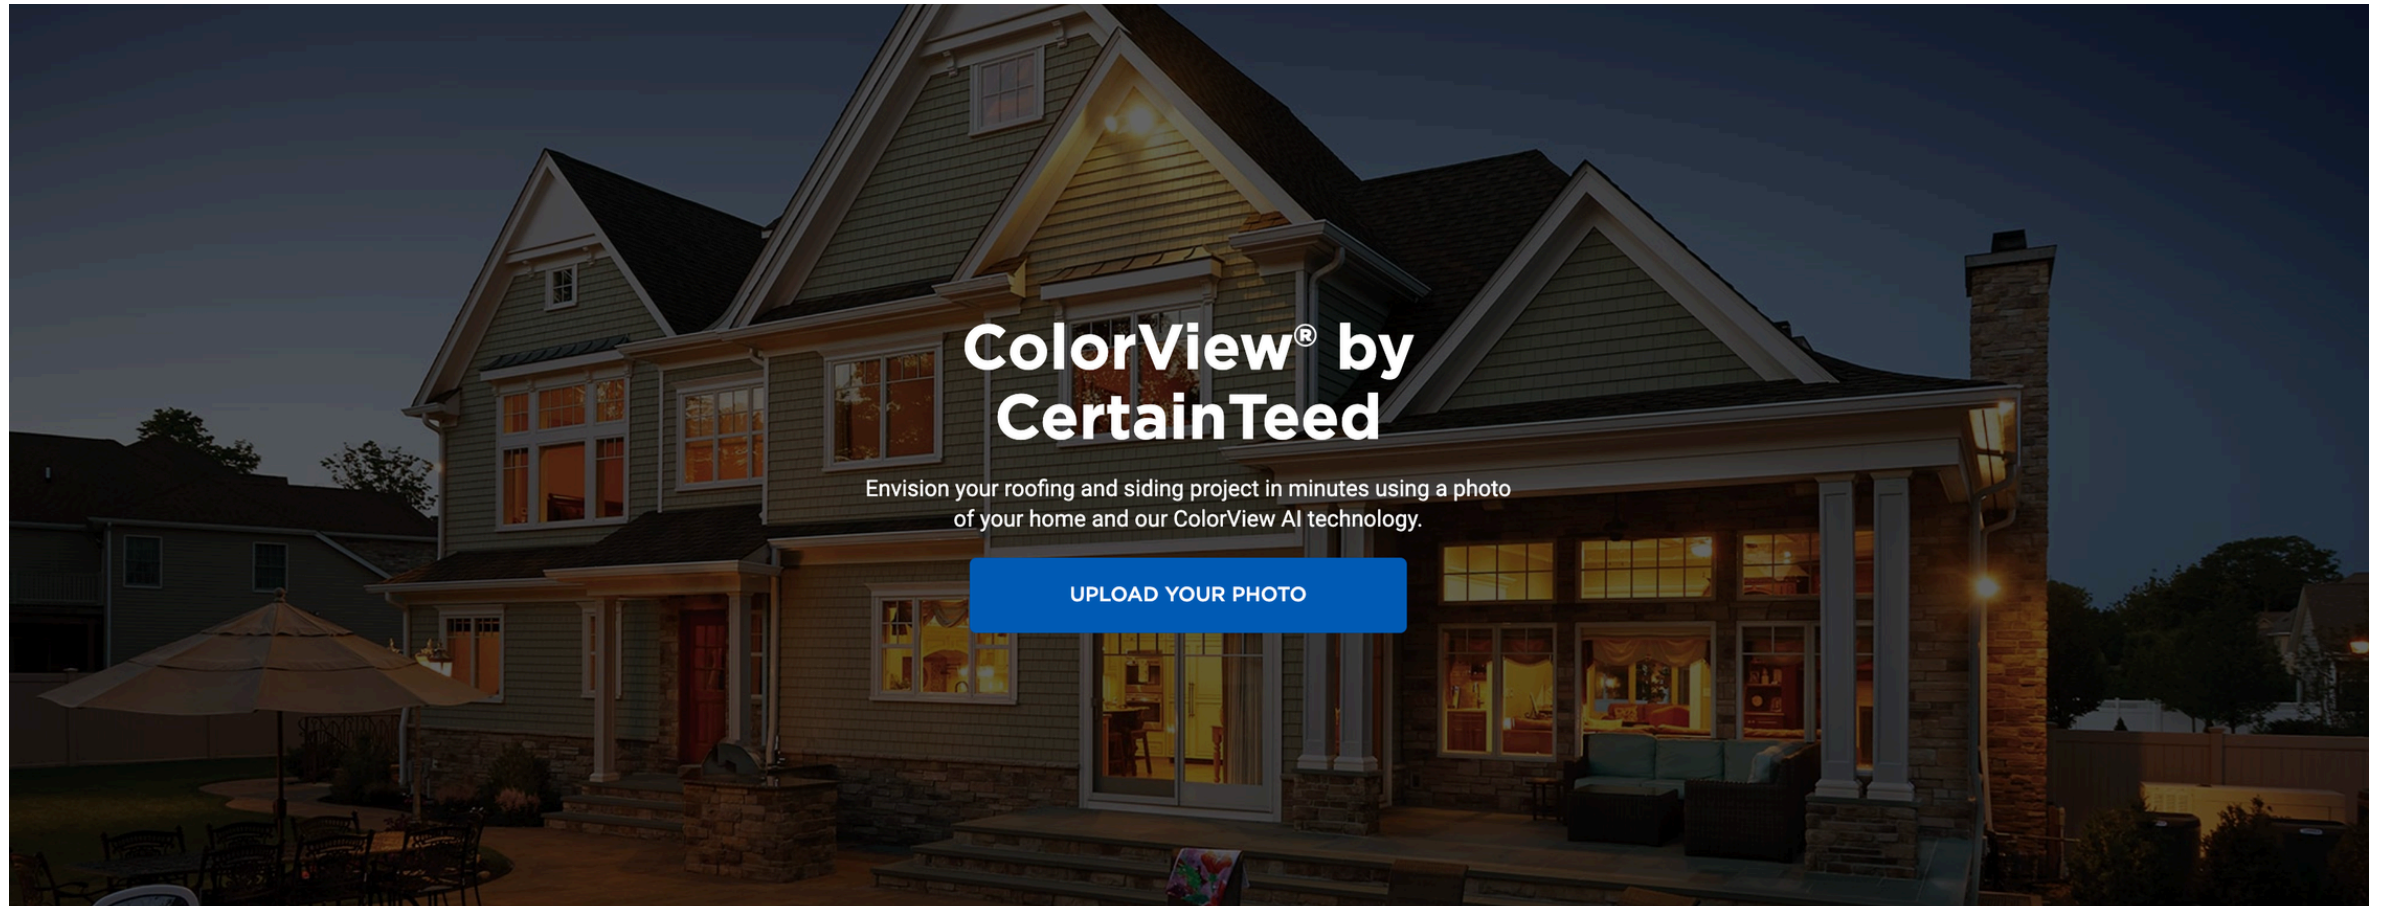 ColorView® by
CertainTeed
Envision your roofing and siding project in minutes using a photo
of your home and our ColorView AI technology.
UPLOAD YOUR PHOTO